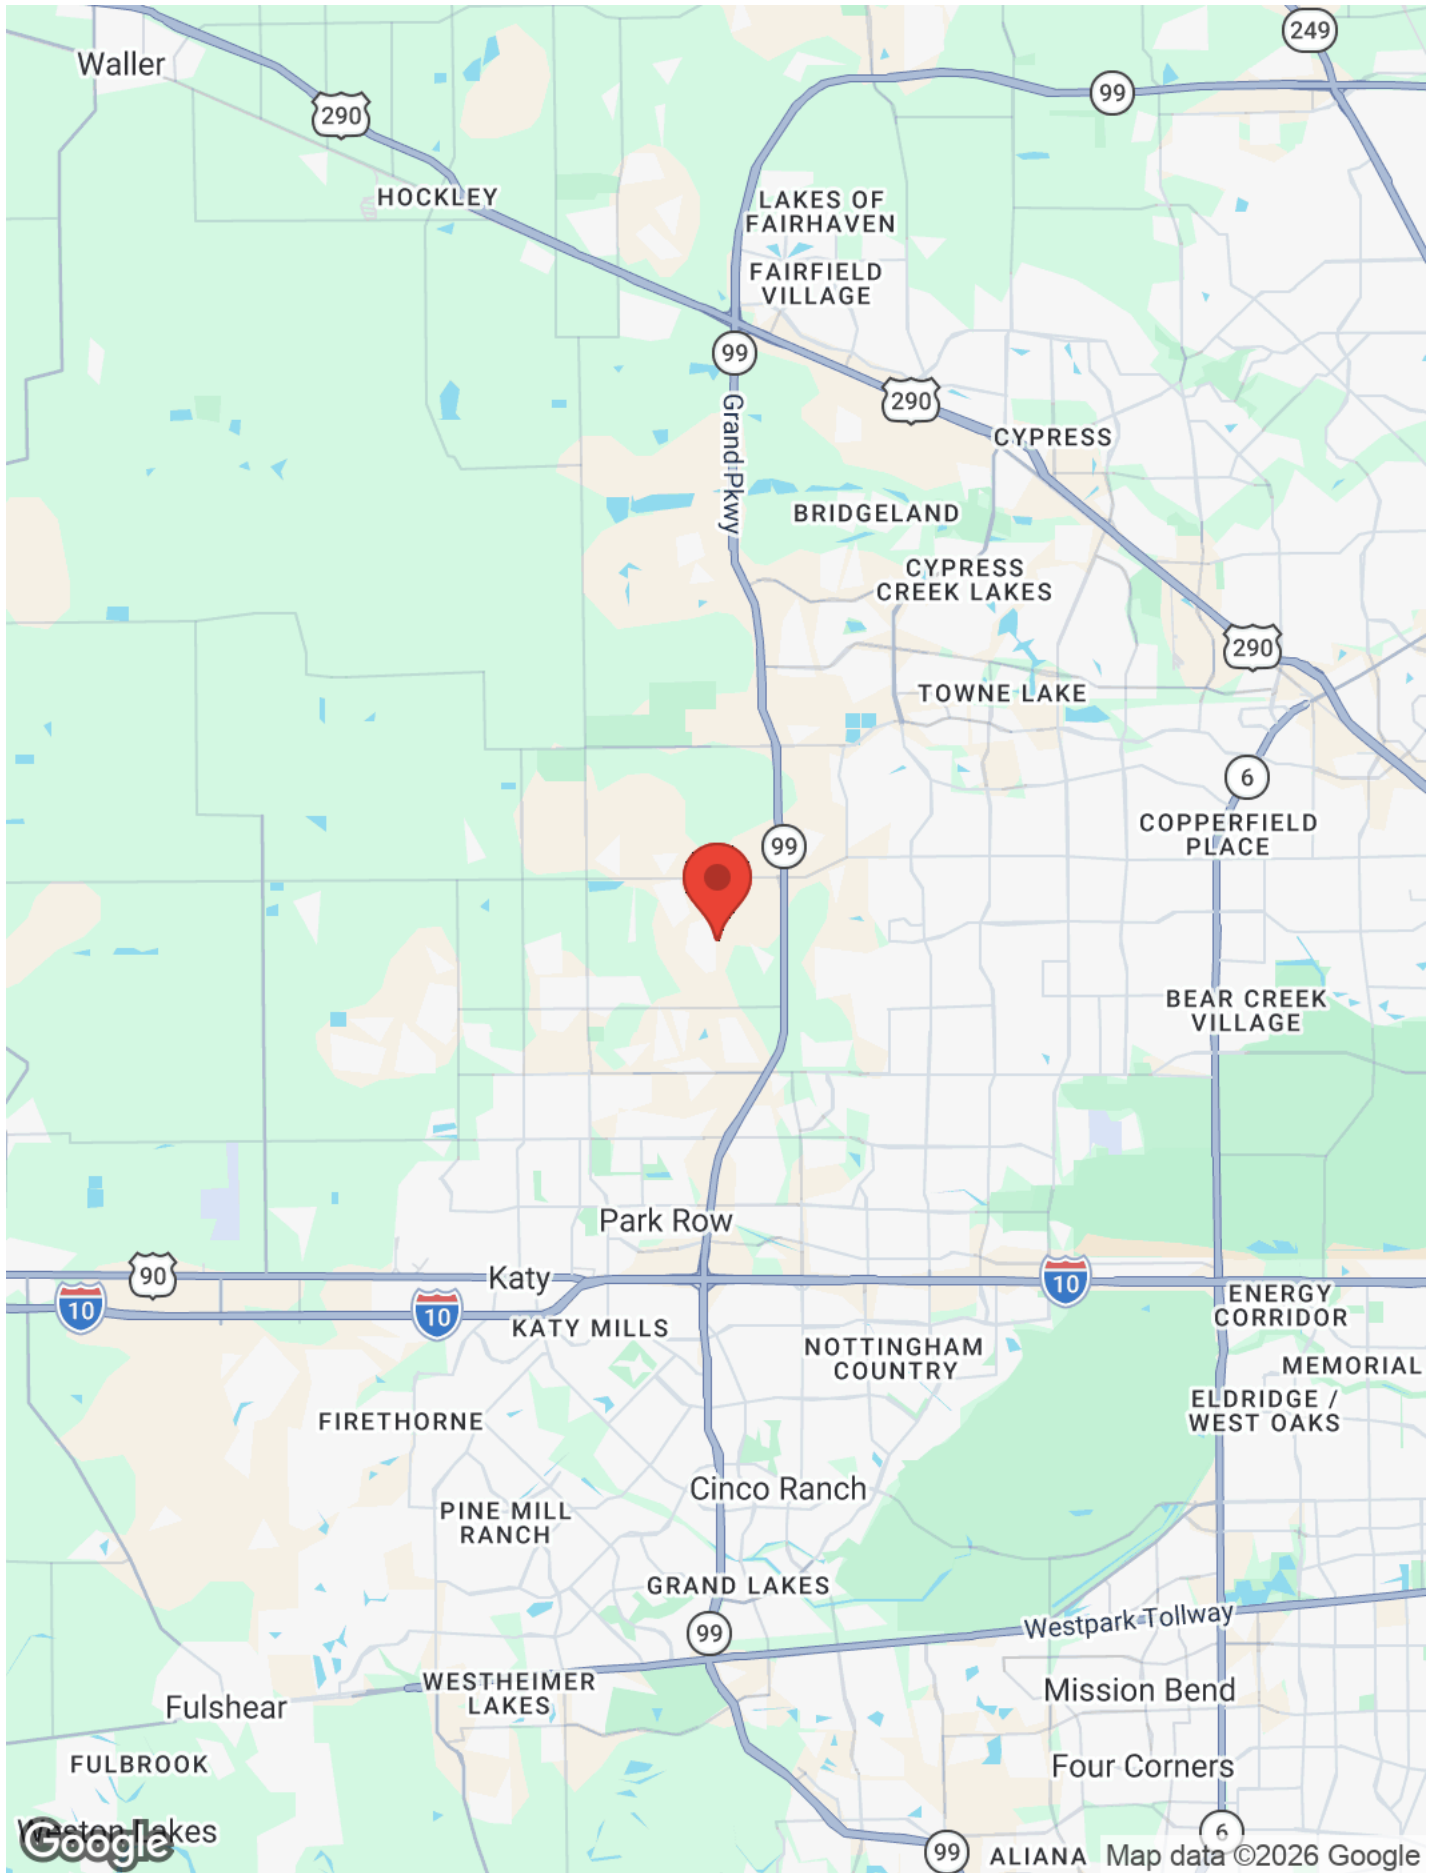 249
Waller
99
290
HOCKLEY
LAKES OF
FAIRHAVEN
FAIRFIELD
VILLAGE
99
290
Grand Pkwy
CYPRESS
BRIDGELAND
CYPRESS
CREEK LAKES
290
TOWNE LAKE
6
COPPERFIELD
PLACE
99
BEAR CREEK
VILLAGE
Park Row
90
Katy
10
10
10
ENERGY
CORRIDOR
KATY MILLS
NOTTINGHAM
COUNTRY
MEMORIAL
ELDRIDGE /
WEST OAKS
FIRETHORNE
Cinco Ranch
PINE MILL
RANCH
GRAND LAKES
Westpark Tollway
99
WESTHEIMER
LAKES
Mission Bend
Fulshear
FULBROOK
Four Corners
Weston Lakes
Google
6
99
ALIANA
Map data ©2026 Google